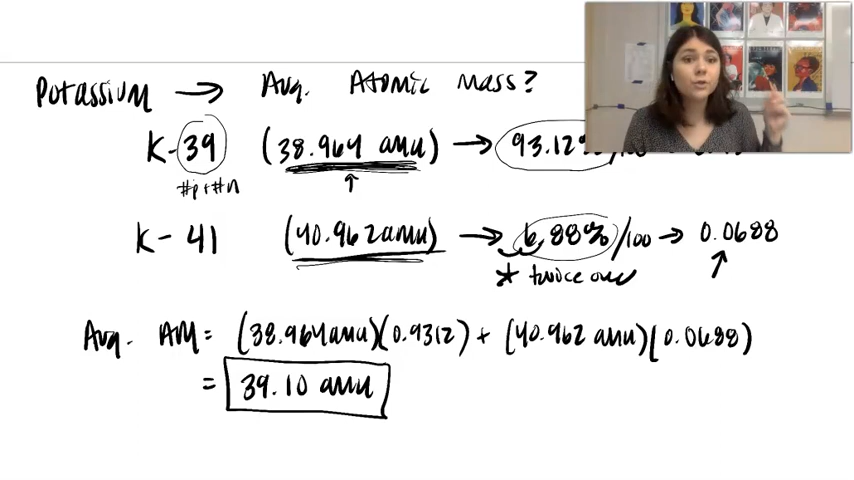 Potassium → Avg. Atomic mass?
K-39 (38.964 amu) → 93.12%
#p+#n ↑
K-41 (40.962amu) → 6.88%/100 → 0.0688
* twice over ↑
Avg. AM = (38.964amu)(0.9312) + (40.962 amu)(0.0688)
= 39.10 amu